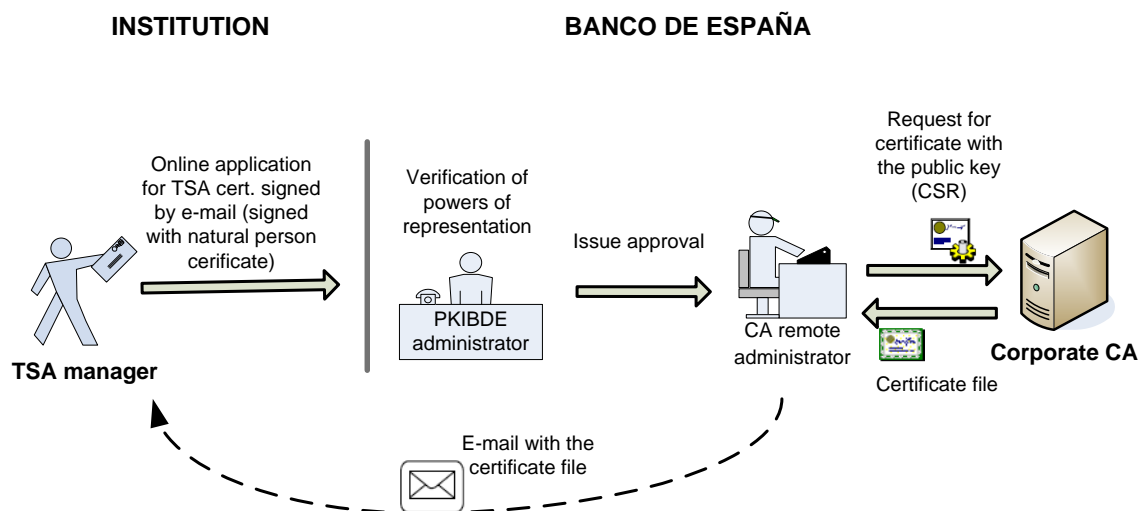 INSTITUTION
BANCO DE ESPAÑA
Online application
for TSA cert. signed
by e-mail (signed
with natural person
cerificate)
TSA manager
Verification of
powers of
representation
PKIBDE
administrator
Issue approval
CA remote
administrator
Request for
certificate with
the public key
(CSR)
Corporate CA
Certificate file
E-mail with the
certificate file